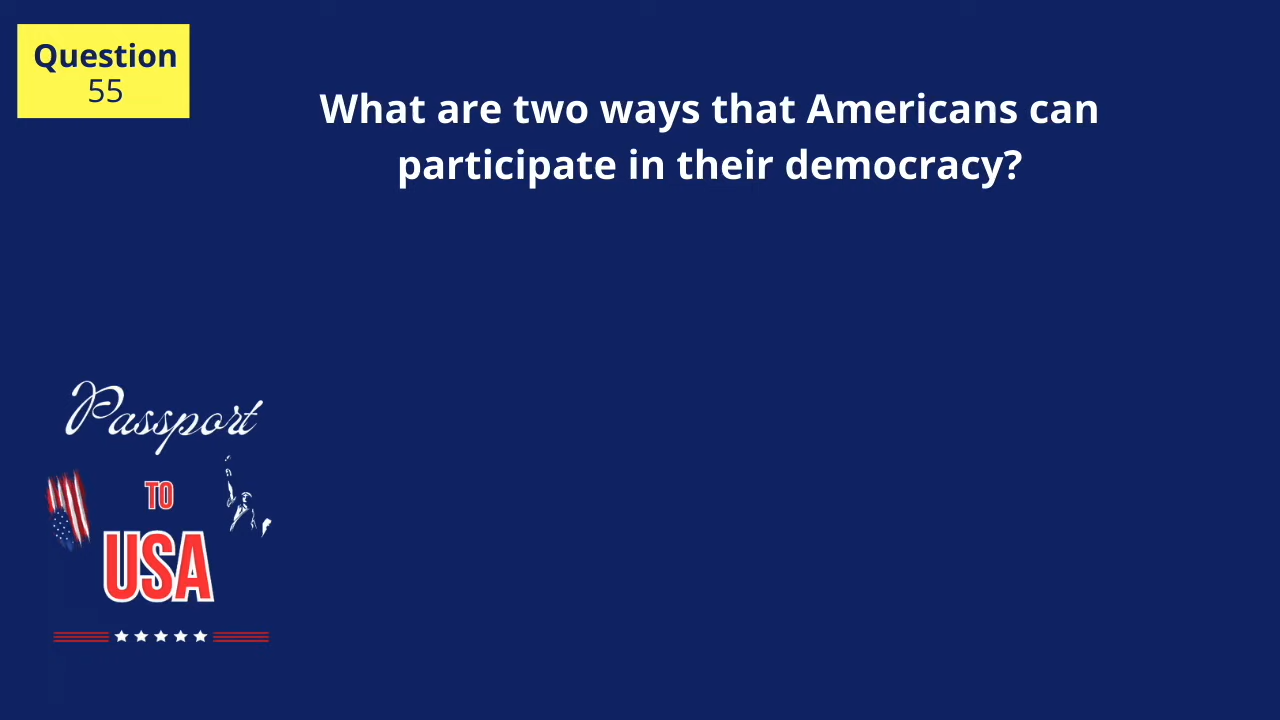 Question
55
What are two ways that Americans can
participate in their democracy?
Passport
TO
USA